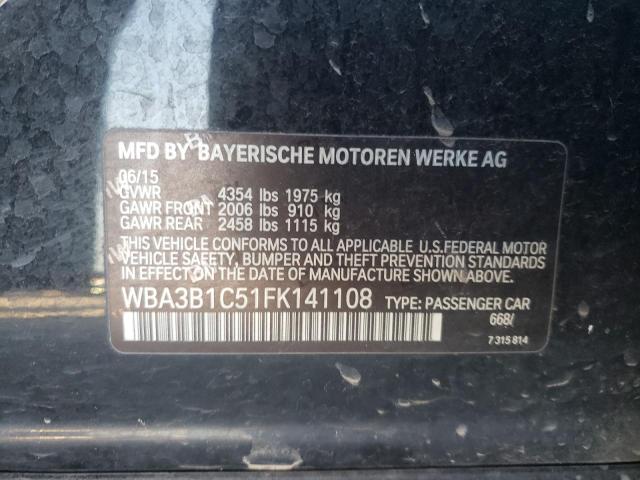 MFD BY BAYERISCHE MOTOREN WERKE AG
06/15
GVWR 4354 lbs 1975 kg
GAWR FRONT 2006 lbs 910 kg
GAWR REAR 2458 lbs 1115 kg
THIS VEHICLE CONFORMS TO ALL APPLICABLE U.S.FEDERAL MOTOR
VEHICLE SAFETY, BUMPER AND THEFT PREVENTION STANDARDS
IN EFFECT ON THE DATE OF MANUFACTURE SHOWN ABOVE.
WBA3B1C51FK141108 TYPE: PASSENGER CAR
668/
7 315 814